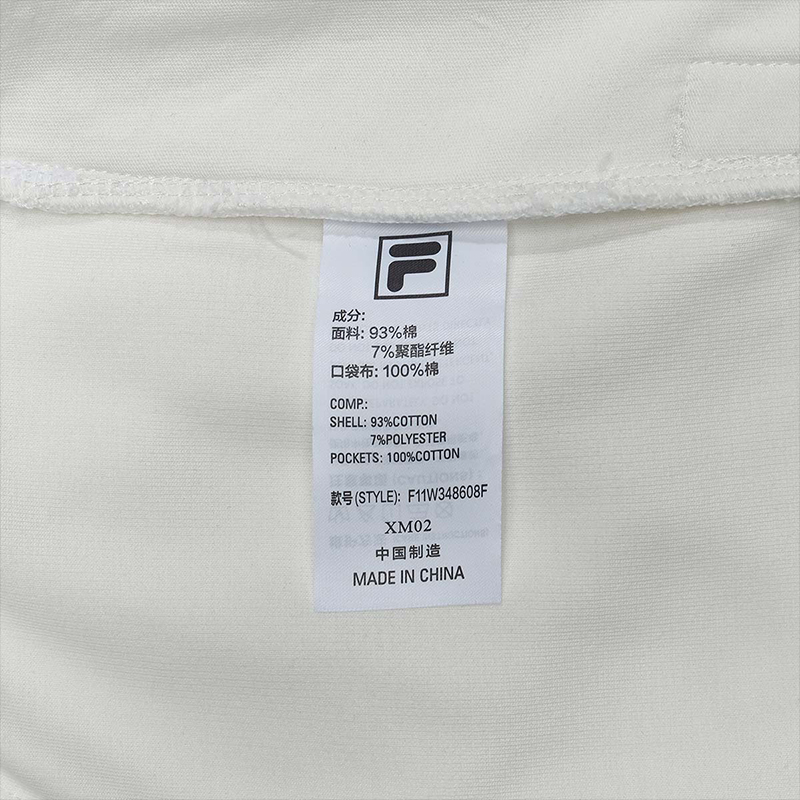 F
成分:
面料: 93%棉
7%聚酯纤维
口袋布: 100%棉
COMP.:
SHELL: 93%COTTON
7%POLYESTER
POCKETS: 100%COTTON
款号(STYLE): F11W348608F
XM02
中国制造
MADE IN CHINA